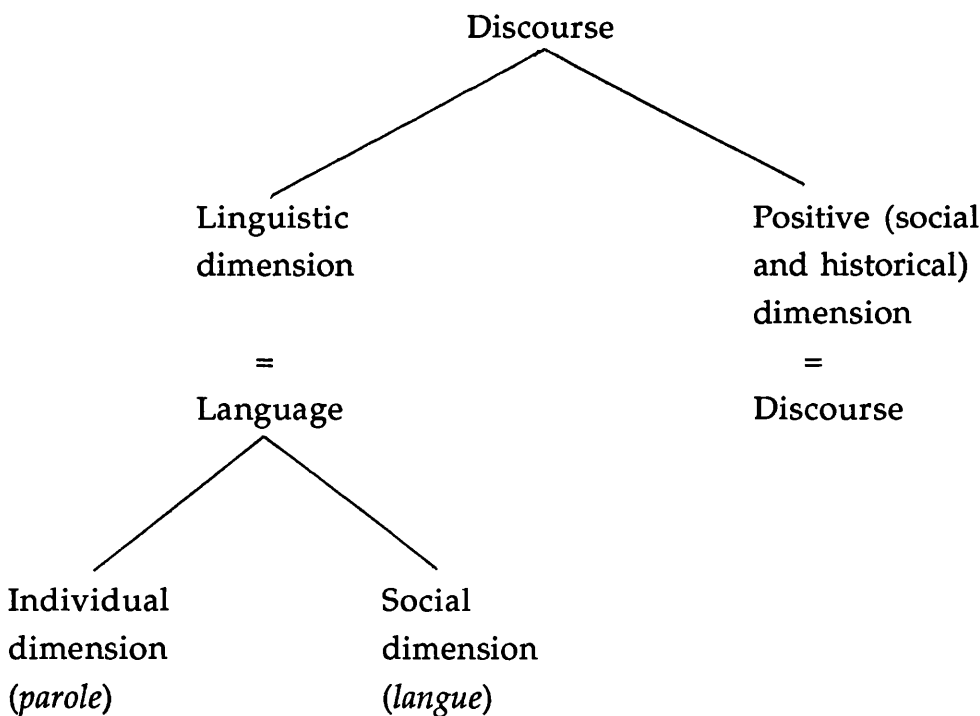 Discourse
Linguistic
dimension
Positive (social
and historical)
dimension
=
=
Language
Discourse
Individual
dimension
(parole)
Social
dimension
(langue)